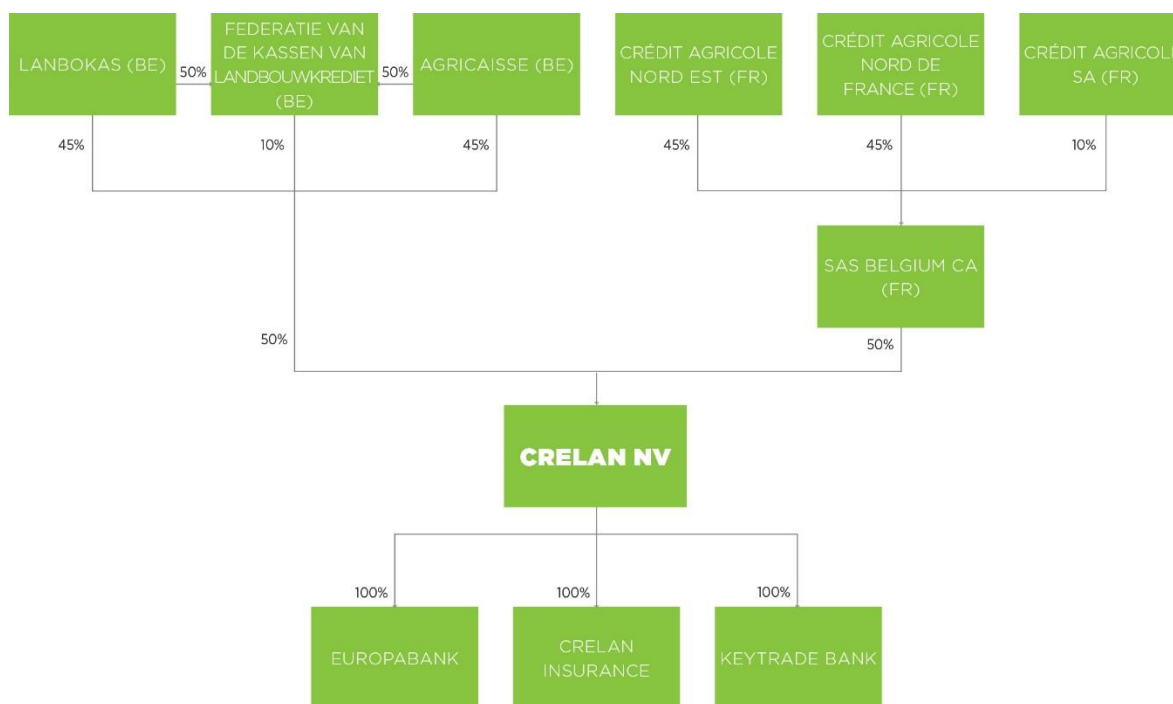 LANBOKAS (BE)
50%
FEDERATIE VAN
DE KASSEN VAN
LANDBOUWKREDIET
(BE)
50%
AGRICAISSE (BE)
CRÉDIT AGRICOLE
NORD EST (FR)
CRÉDIT AGRICOLE
NORD DE
FRANCE (FR)
CRÉDIT AGRICOLE
SA (FR)
45%
10%
45%
45%
45%
10%
SAS BELGIUM CA
(FR)
50%
50%
CRELAN NV
100%
100%
100%
EUROPABANK
CRELAN
INSURANCE
KEYTRADE BANK